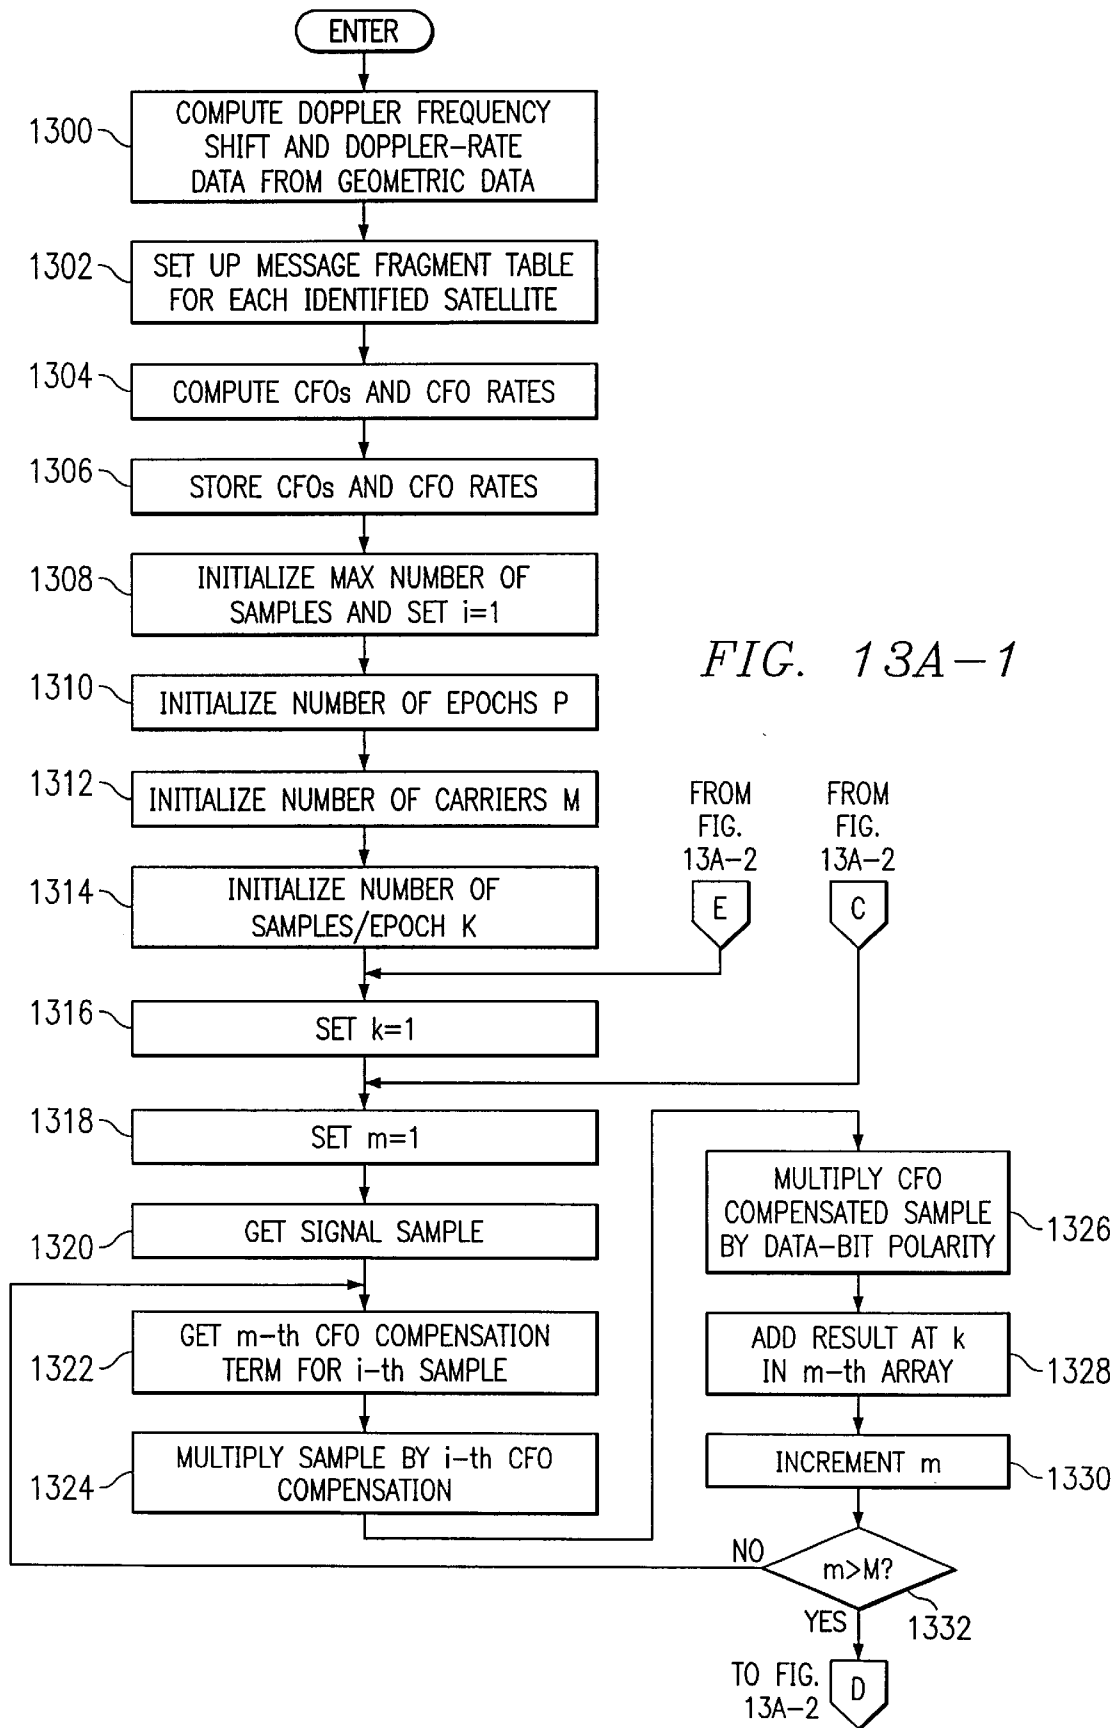 ENTER
1300
COMPUTE DOPPLER FREQUENCY
SHIFT AND DOPPLER-RATE
DATA FROM GEOMETRIC DATA
1302
SET UP MESSAGE FRAGMENT TABLE
FOR EACH IDENTIFIED SATELLITE
1304
COMPUTE CFOs AND CFO RATES
1306
STORE CFOs AND CFO RATES
1308
INITIALIZE MAX NUMBER OF
SAMPLES AND SET i=1
FIG. 13A-1
1310
INITIALIZE NUMBER OF EPOCHS P
1312
INITIALIZE NUMBER OF CARRIERS M
1314
INITIALIZE NUMBER OF
SAMPLES/EPOCH K
FROM
FIG.
13A-2
E
FROM
FIG.
13A-2
C
1316
SET k=1
1318
SET m=1
1320
GET SIGNAL SAMPLE
1322
GET m-th CFO COMPENSATION
TERM FOR i-th SAMPLE
1324
MULTIPLY SAMPLE BY i-th CFO
COMPENSATION
MULTIPLY CFO
COMPENSATED SAMPLE
BY DATA-BIT POLARITY
1326
ADD RESULT AT k
IN m-th ARRAY
1328
INCREMENT m
1330
NO
m>M?
1332
YES
TO FIG.
13A-2
D